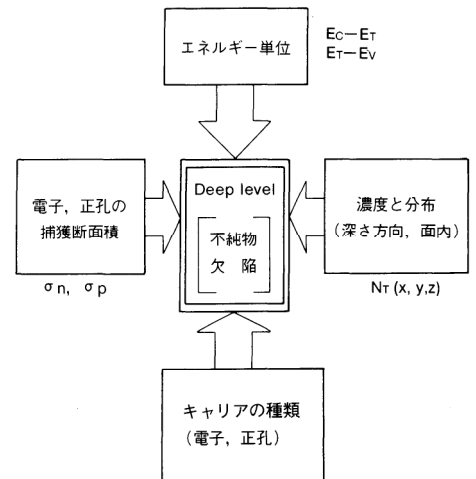 エネルギー単位
EC−ET
ET−EV
電子，正孔の
捕獲断面積
σn, σp
Deep level
不純物
欠 陥
濃度と分布
(深さ方向，面内)
NT (x, y,z)
キャリアの種類
(電子，正孔)